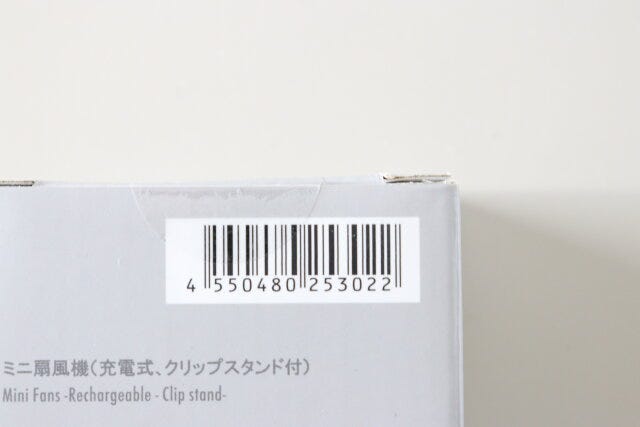 4 550480 253022
ミニ扇風機（充電式、クリップスタンド付）
Mini Fans -Rechargeable - Clip stand-